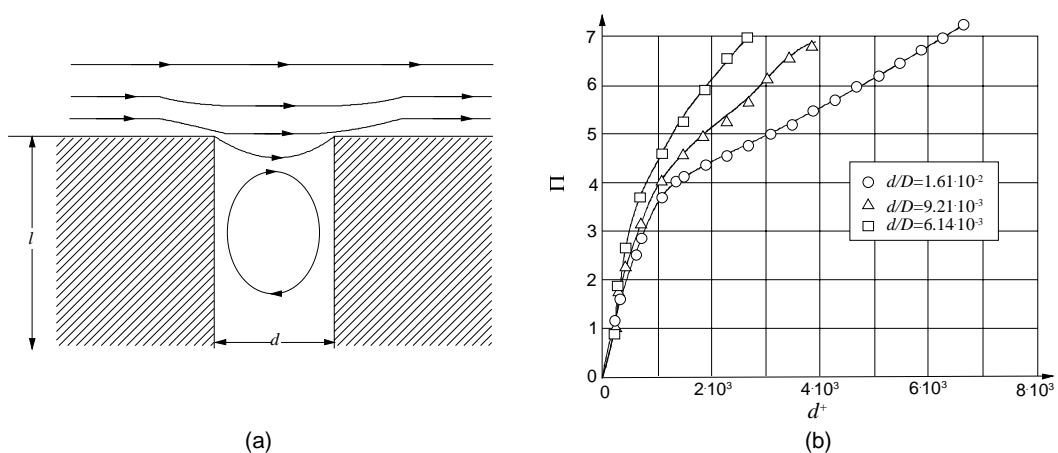 l
d
(a)
Π
7
6
5
4
3
2
1
0
0
2·10³
4·10³
6·10³
8·10³
d⁺
d/D=1.61·10⁻²
d/D=9.21·10⁻³
d/D=6.14·10⁻³
(b)